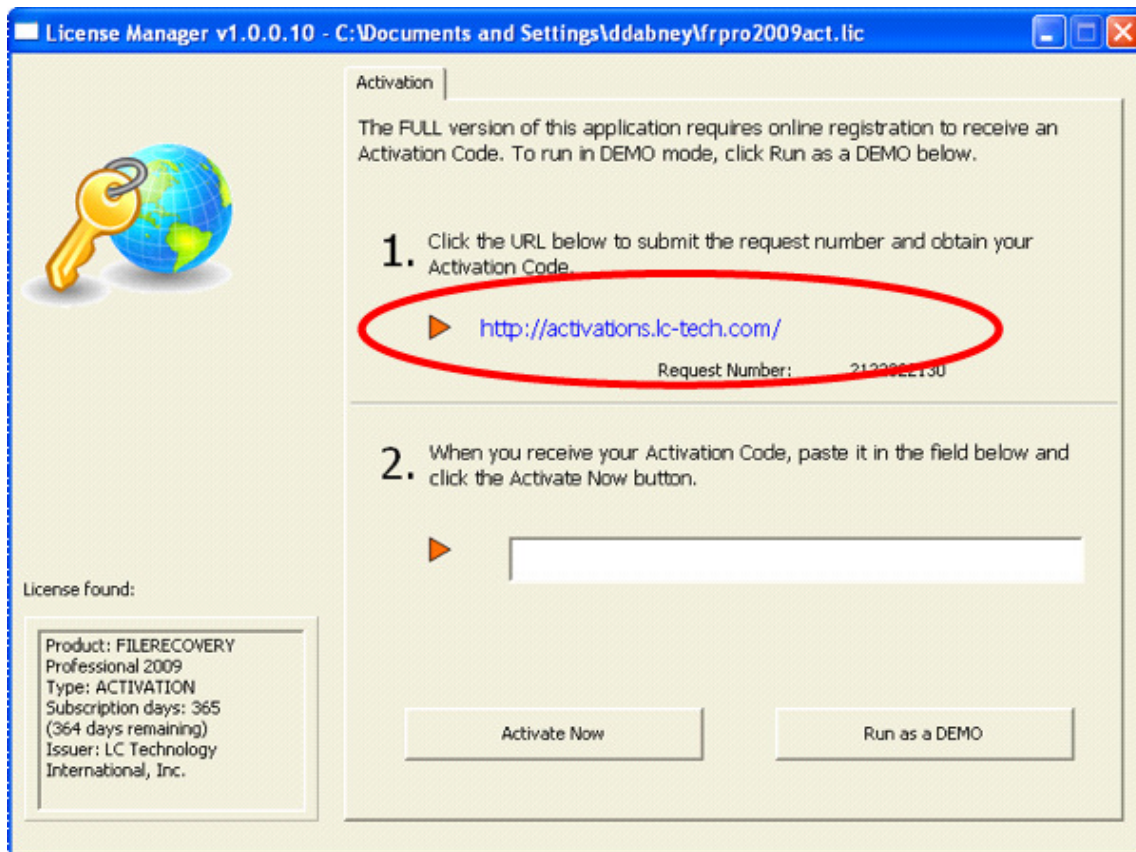 License Manager v1.0.0.10 - C:\Documents and Settings\ddabney\frpro2009act.lic
Activation
The FULL version of this application requires online registration to receive an
Activation Code. To run in DEMO mode, click Run as a DEMO below.
1. Click the URL below to submit the request number and obtain your
Activation Code.
http://activations.lc-tech.com/
Request Number:
2. When you receive your Activation Code, paste it in the field below and
click the Activate Now button.
License found:
Product: FILERECOVERY
Professional 2009
Type: ACTIVATION
Subscription days: 365
(364 days remaining)
Issuer: LC Technology
International, Inc.
Activate Now
Run as a DEMO